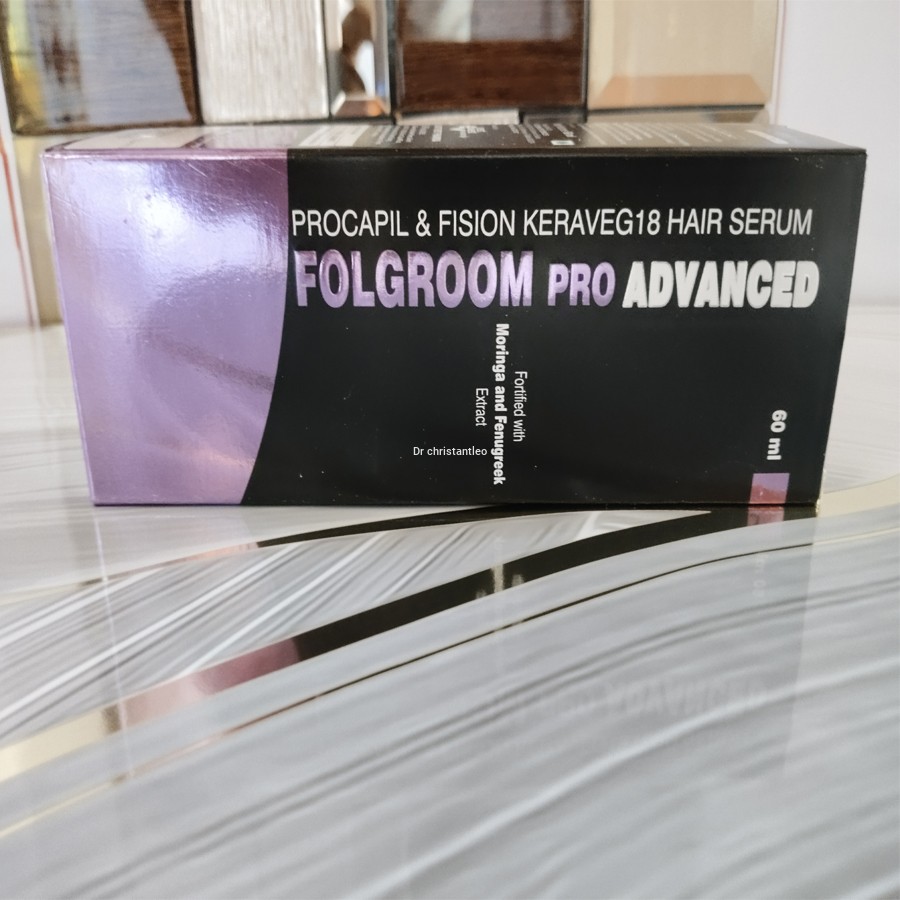 PROCAPIL & FISION KERAVEG18 HAIR SERUM
FOLGROOM PRO ADVANCED
Fortified with
Moringa and Fenugreek
Extract
60 ml
Dr christantleo